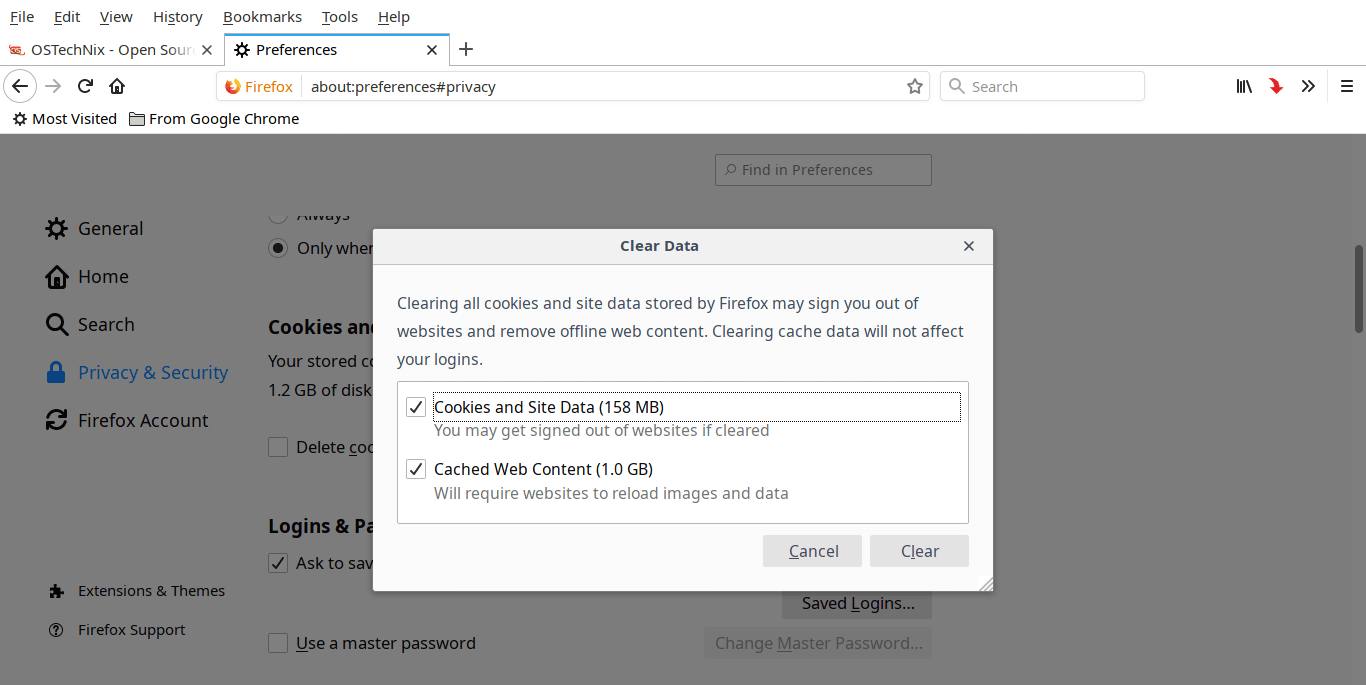 File Edit View History Bookmarks Tools Help
OSTechNix - Open Sour
Preferences
Firefox about:preferences#privacy
Search
Most Visited From Google Chrome
Find in Preferences
General
Home
Search
Privacy & Security
Firefox Account
Extensions & Themes
Firefox Support
Always
Only when
Cookies and
Your stored co
1.2 GB of disk
Delete coo
Logins & Pa
Ask to sav
Use a master password
Saved Logins...
Change Master Password...
Clear Data
Clearing all cookies and site data stored by Firefox may sign you out of
websites and remove offline web content. Clearing cache data will not affect
your logins.
Cookies and Site Data (158 MB)
You may get signed out of websites if cleared
Cached Web Content (1.0 GB)
Will require websites to reload images and data
Cancel Clear